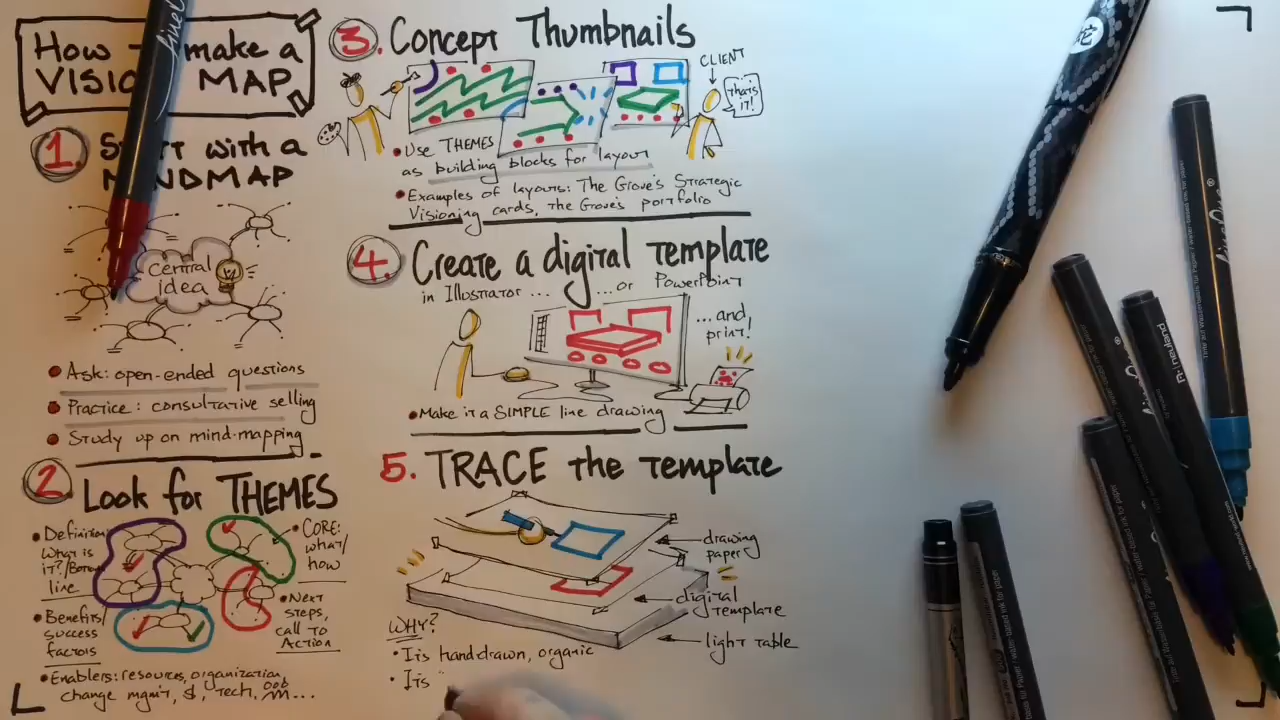 How make a
VISION MAP
1. START with a
MINDMAP
central
idea
Ask: open-ended questions
Practice: consultative selling
Study up on mind-mapping
2. Look for THEMES
Definition
What is
it?/Bottom
line
Benefits/
success
factors
CORE:
what/
how
Next
steps,
call to
Action
Enablers: resources, organization,
change mgmt, $, tech, ...
3. Concept Thumbnails
CLIENT
THATS
IT!
Use THEMES
as building blocks for layout
Examples of layouts: The Grove's Strategic
Visioning cards, the Grove's portfolio
4. Create a digital template
in Illustrator ... ...or PowerPoint
...and
print!
Make it a SIMPLE line drawing
5. TRACE the template
drawing
paper
digital
template
light table
WHY?
It is hand drawn, organic
It is
neuland